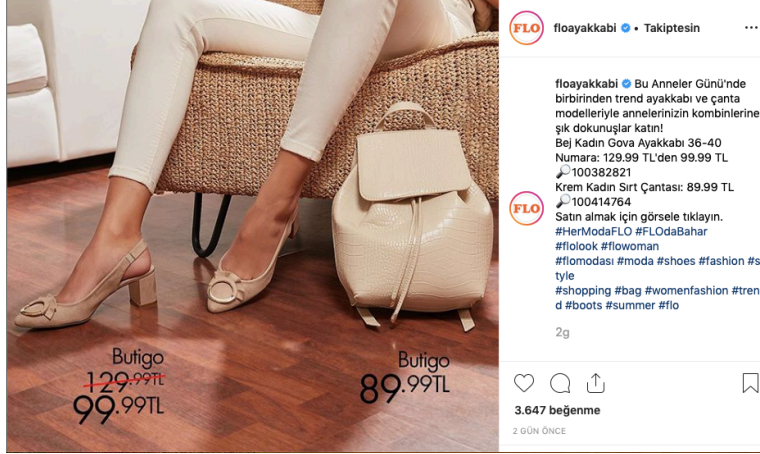 FLO floayakkabi • Takiptesin ...
floayakkabi Bu Anneler Günü'nde
birbirinden trend ayakkabı ve çanta
modelleriyle annelerinizin kombinlerine
şık dokunuşlar katın!
Bej Kadın Gova Ayakkabı 36-40
Numara: 129.99 TL'den 99.99 TL
🔎100382821
FLO
Krem Kadın Sırt Çantası: 89.99 TL
🔎100414764
Satın almak için görsele tıklayın.
#HerModaFLO #FLOdaBahar
#flolook #flowoman
#flomodası #moda #shoes #fashion #s
tyle
#shopping #bag #womenfashion #tren
d #boots #summer #flo
2g
Butigo
129.99TL
99.99TL
Butigo
89.99TL
3.647 beğenme
2 GÜN ÖNCE